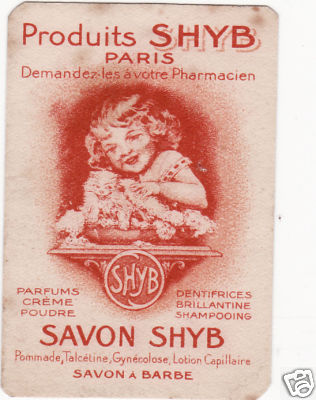 Produits SHYB
PARIS
Demandez-les à votre Pharmacien
SHYB
PARFUMS
CRÈME
POUDRE
DENTIFRICES
BRILLANTINE
SHAMPOOING
SAVON SHYB
Pommade, Talcétine, Gynécolose, Lotion Capillaire
SAVON A BARBE